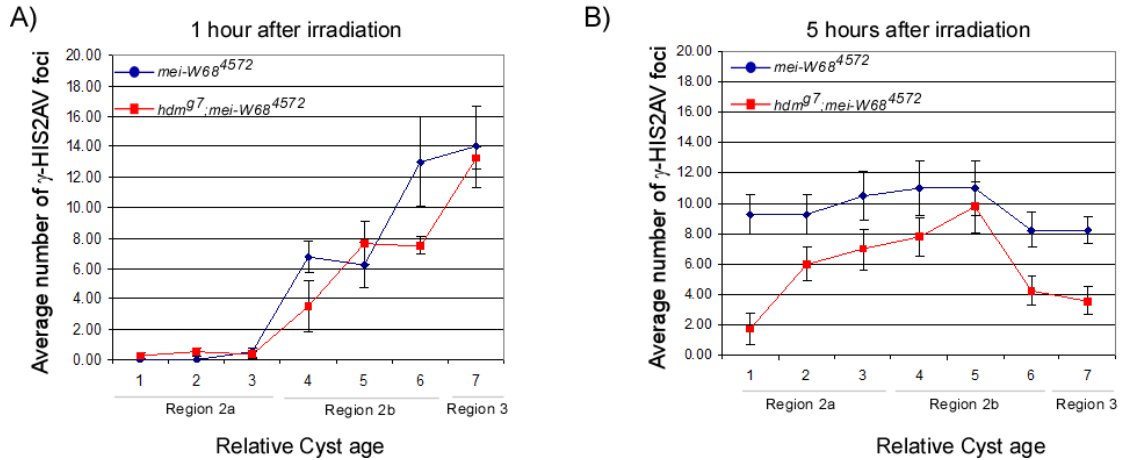 A)
1 hour after irradiation
Average number of γ-HIS2AV foci
20.00
18.00
16.00
14.00
12.00
10.00
8.00
6.00
4.00
2.00
0.00
mei-W68^4572
hdm^g7;mei-W68^4572
1 2 3 4 5 6 7
Region 2a Region 2b Region 3
Relative Cyst age
B)
5 hours after irradiation
Average number of γ-HIS2AV foci
20.00
18.00
16.00
14.00
12.00
10.00
8.00
6.00
4.00
2.00
0.00
mei-W68^4572
hdm^g7;mei-W68^4572
1 2 3 4 5 6 7
Region 2a Region 2b Region 3
Relative Cyst age